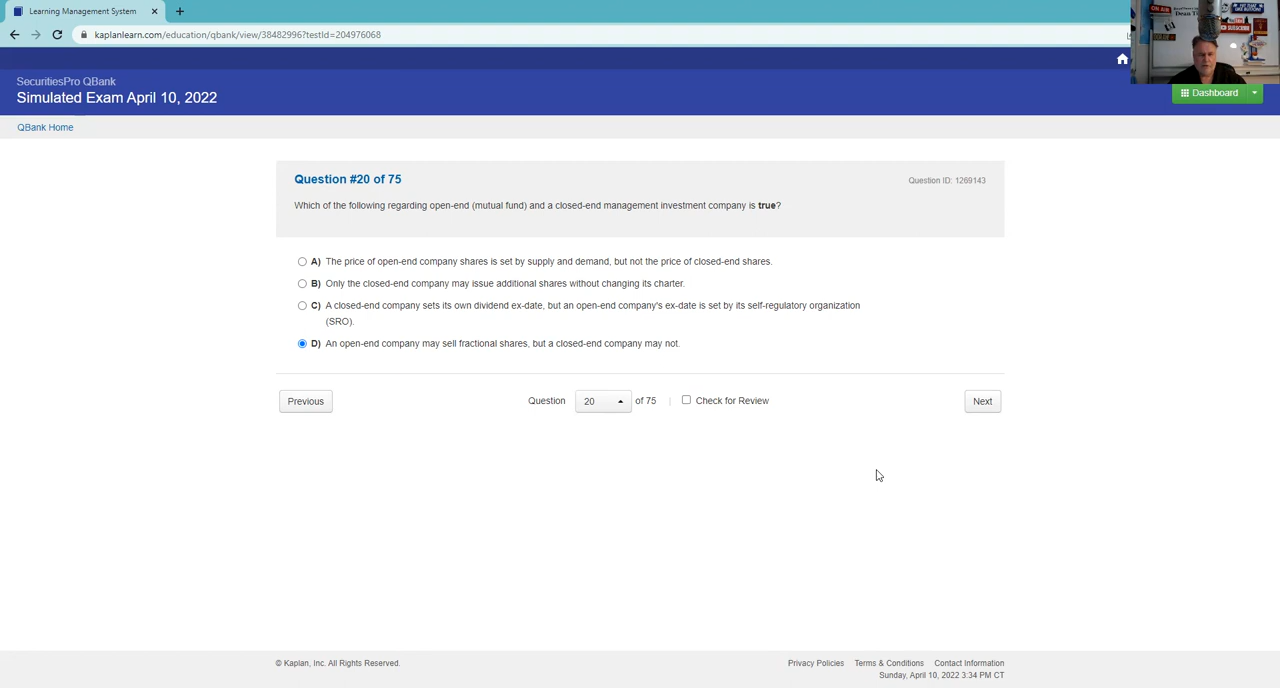 Learning Management System
kaplanlearn.com/education/qbank/view/38482996?testId=204976068
SecuritiesPro QBank
Simulated Exam April 10, 2022
Dashboard
QBank Home
Question #20 of 75
Question ID: 1269143
Which of the following regarding open-end (mutual fund) and a closed-end management investment company is true?
A) The price of open-end company shares is set by supply and demand, but not the price of closed-end shares.
B) Only the closed-end company may issue additional shares without changing its charter.
C) A closed-end company sets its own dividend ex-date, but an open-end company's ex-date is set by its self-regulatory organization
(SRO).
D) An open-end company may sell fractional shares, but a closed-end company may not.
Previous
Question 20 of 75 | Check for Review
Next
© Kaplan, Inc. All Rights Reserved.
Privacy Policies Terms & Conditions Contact Information
Sunday, April 10, 2022 3:34 PM CT